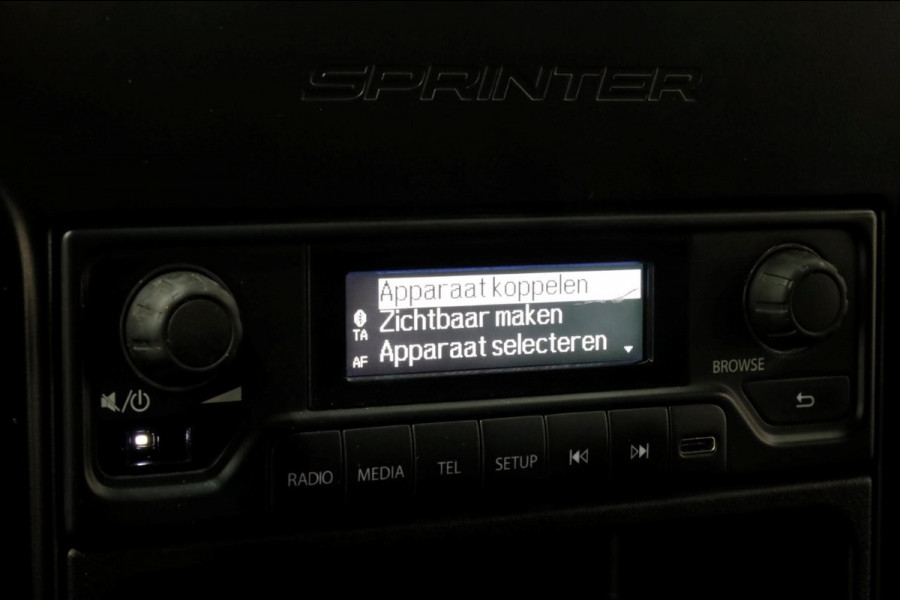 SPRINTER
Apparaat koppelen
Zichtbaar maken
TA
Apparaat selecteren
AF
BROWSE
RADIO
MEDIA
TEL
SETUP